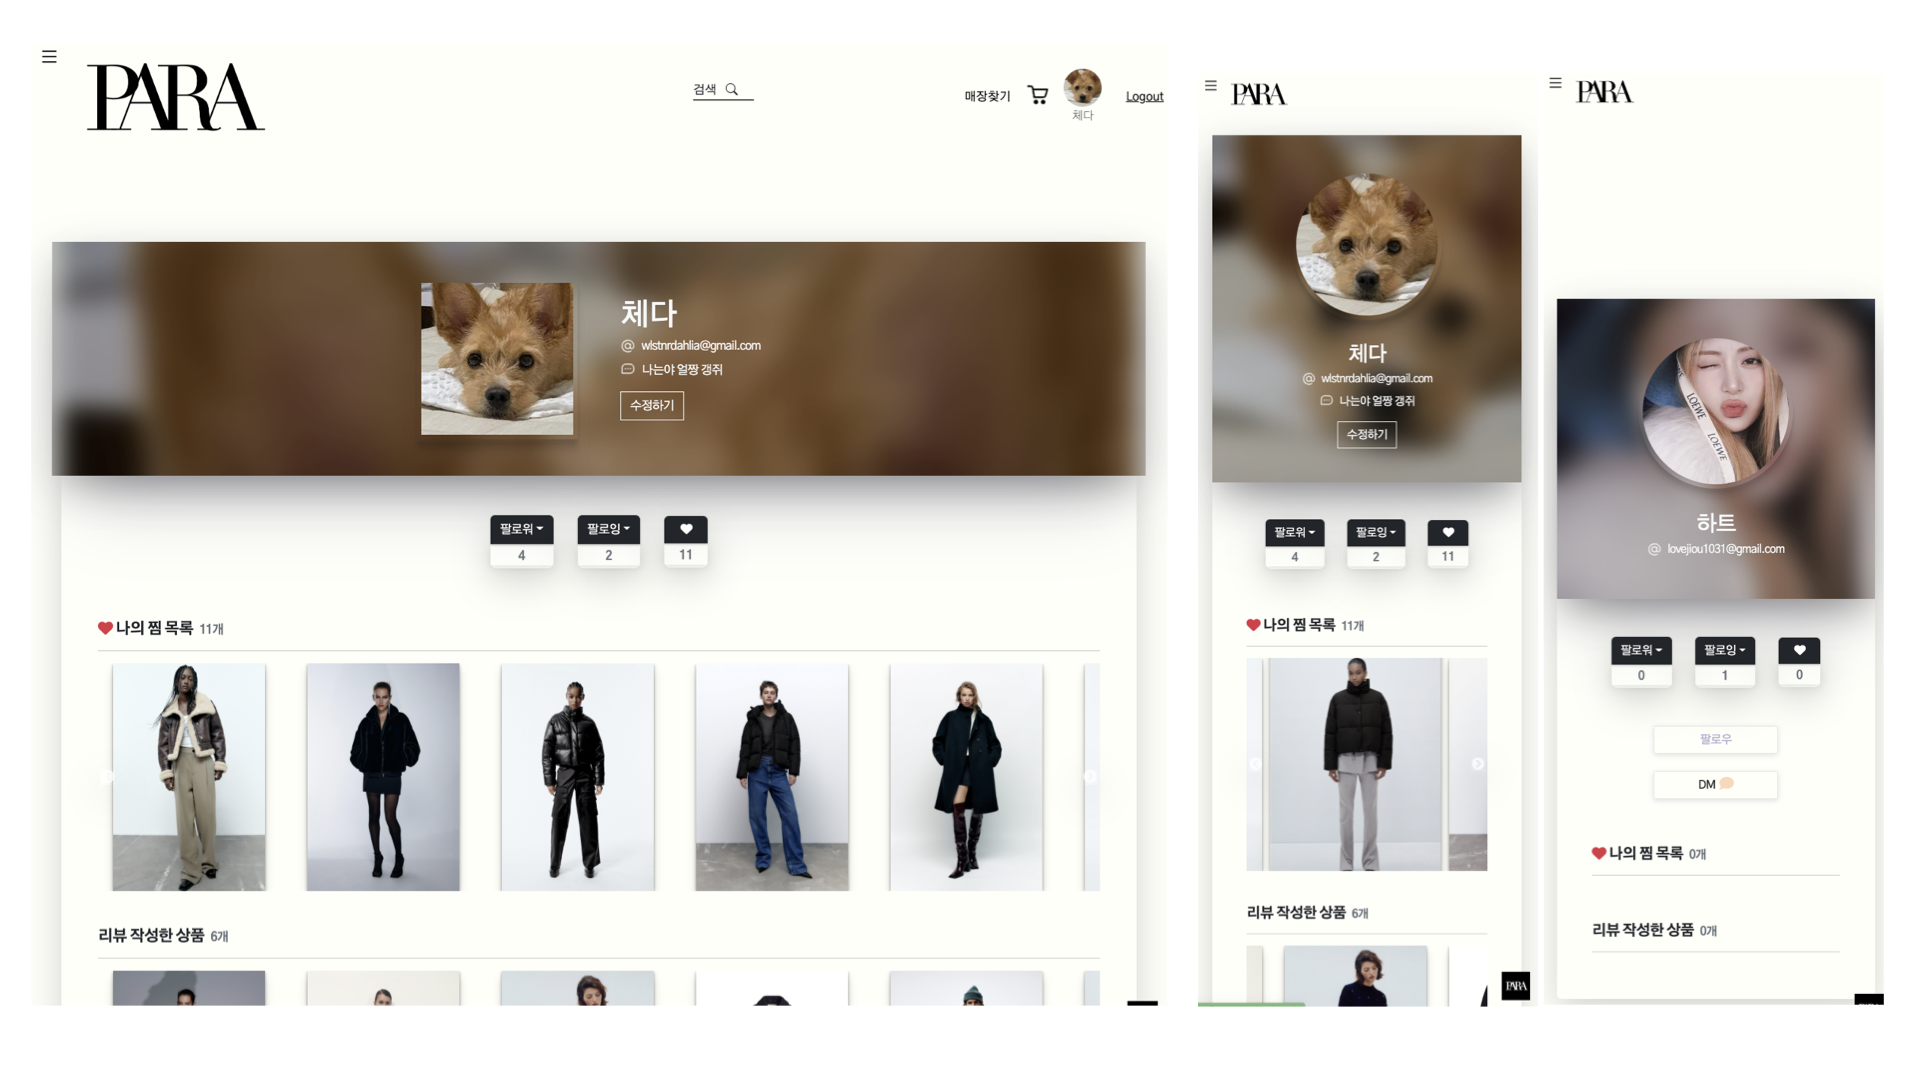 PARA
검색
매장찾기
체다
Logout
체다
wlstnrdahlia@gmail.com
나는야 얼짱 갱쥐
수정하기
팔로워
4
팔로잉
2
11
나의 찜 목록 11개
리뷰 작성한 상품 6개
PARA
체다
wlstnrdahlia@gmail.com
나는야 얼짱 갱쥐
수정하기
팔로워
4
팔로잉
2
11
나의 찜 목록 11개
리뷰 작성한 상품 6개
PARA
PARA
LOEWE
LOEWE
하트
lovejiou1031@gmail.com
팔로워
0
팔로잉
1
0
팔로우
DM
나의 찜 목록 0개
리뷰 작성한 상품 0개